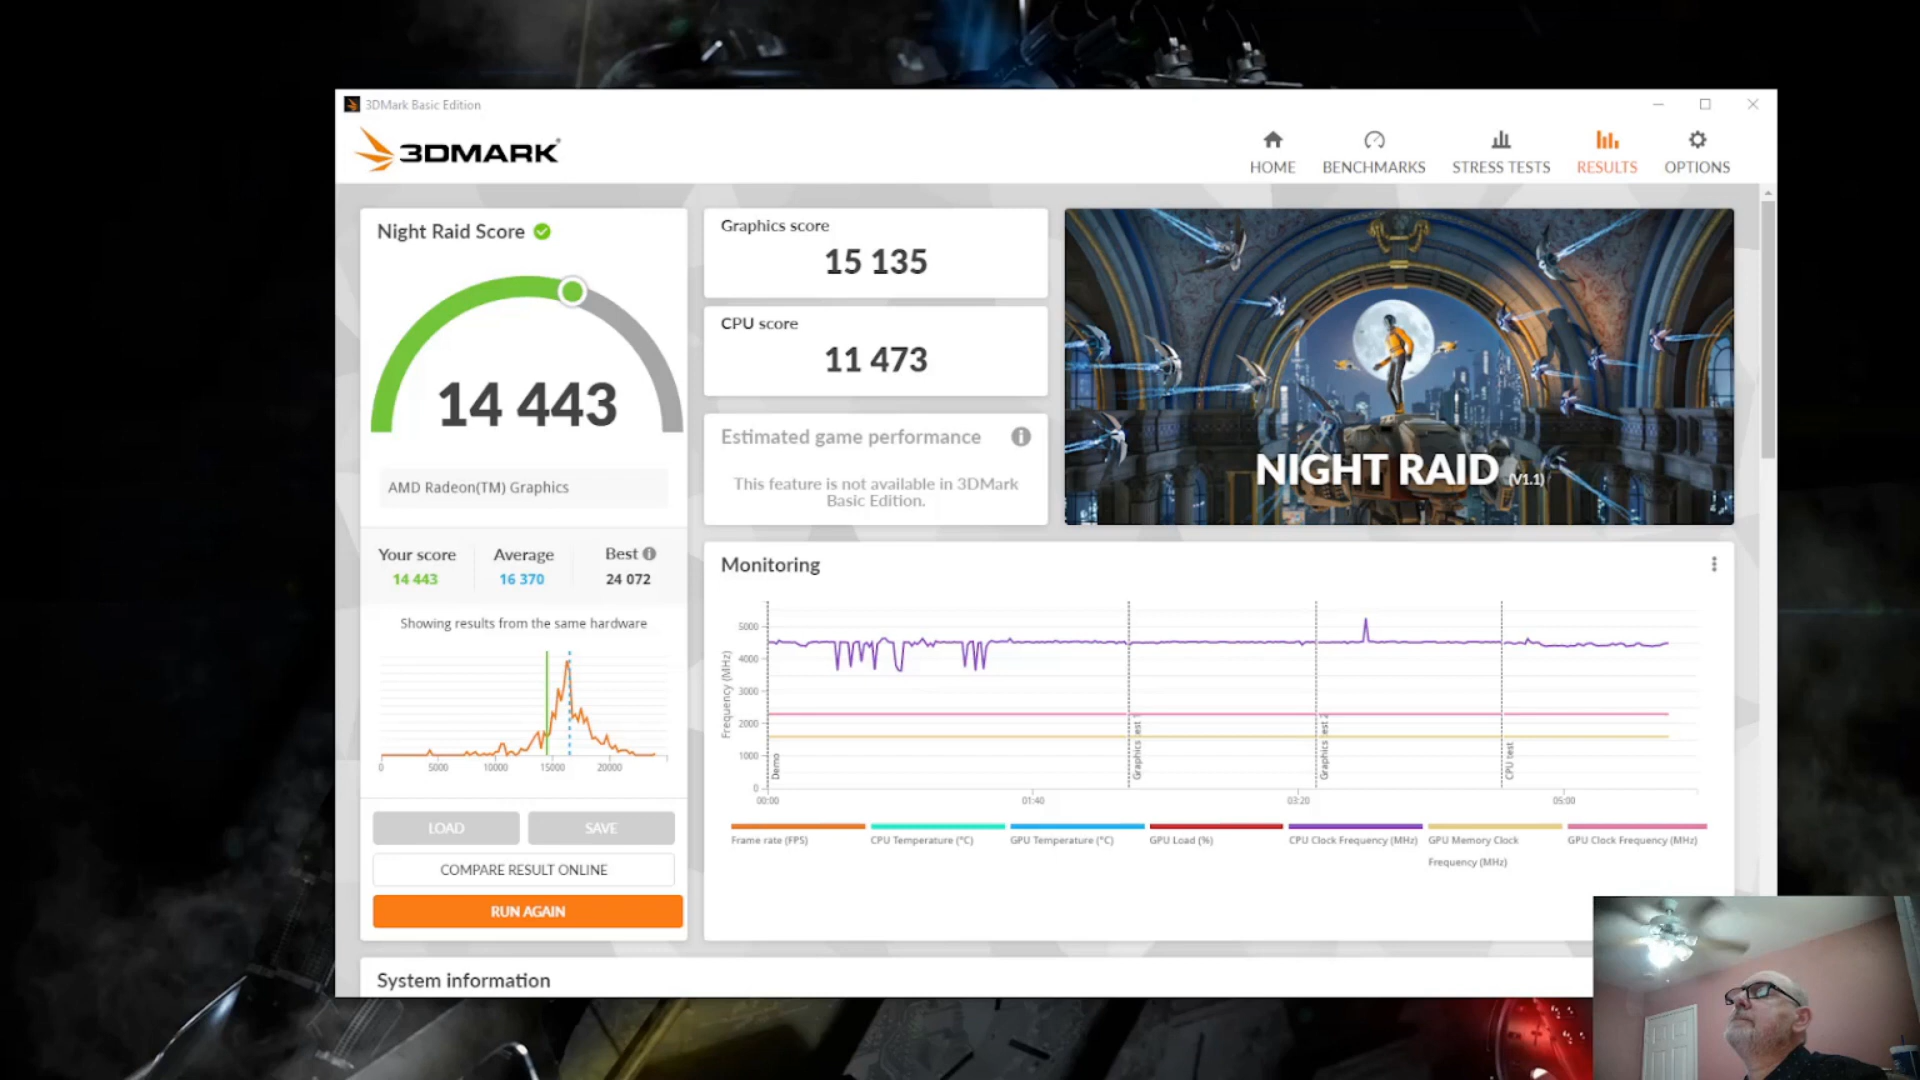 3DMark Basic Edition
3DMARK
HOME
BENCHMARKS
STRESS TESTS
RESULTS
OPTIONS
Night Raid Score
14 443
AMD Radeon(TM) Graphics
Your score
Average
Best
14 443
16 370
24 072
Showing results from the same hardware
0
5000
10000
15000
20000
LOAD
SAVE
COMPARE RESULT ONLINE
RUN AGAIN
Graphics score
15 135
CPU score
11 473
Estimated game performance
This feature is not available in 3DMark
Basic Edition.
NIGHT RAID (V1.1)
Monitoring
Frequency (MHz)
5000
4000
3000
2000
1000
0
Demo
Graphics test
Graphics test 2
CPU test
00:00
01:40
03:20
05:00
Frame rate (FPS)
CPU Temperature (°C)
GPU Temperature (°C)
GPU Load (%)
CPU Clock Frequency (MHz)
GPU Memory Clock
Frequency (MHz)
GPU Clock Frequency (MHz)
System information